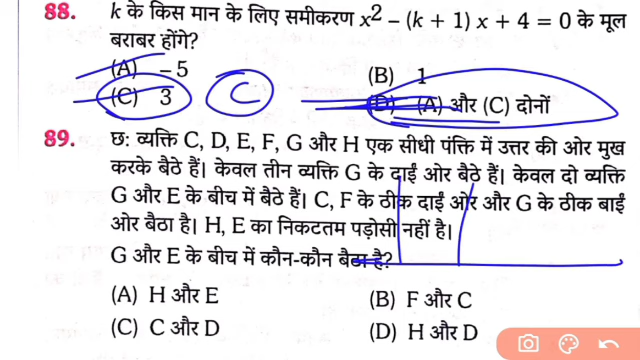 88. k के किस मान के लिए समीकरण x² – (k + 1) x + 4 = 0 के मूल
बराबर होंगे?
(A) – 5
(B) 1
(C) 3
C
(D) (A) और (C) दोनों
89. छः व्यक्ति C, D, E, F, G और H एक सीधी पंक्ति में उत्तर की ओर मुख
करके बैठे हैं। केवल तीन व्यक्ति G के दाईं ओर बैठे हैं। केवल दो व्यक्ति
G और E के बीच में बैठे हैं। C, F के ठीक दाईं ओर और G के ठीक बाईं
ओर बैठा है। H, E का निकटतम पड़ोसी नहीं है।
G और E के बीच में कौन-कौन बैठा है?
(A) H और E
(B) F और C
(C) C और D
(D) H और D